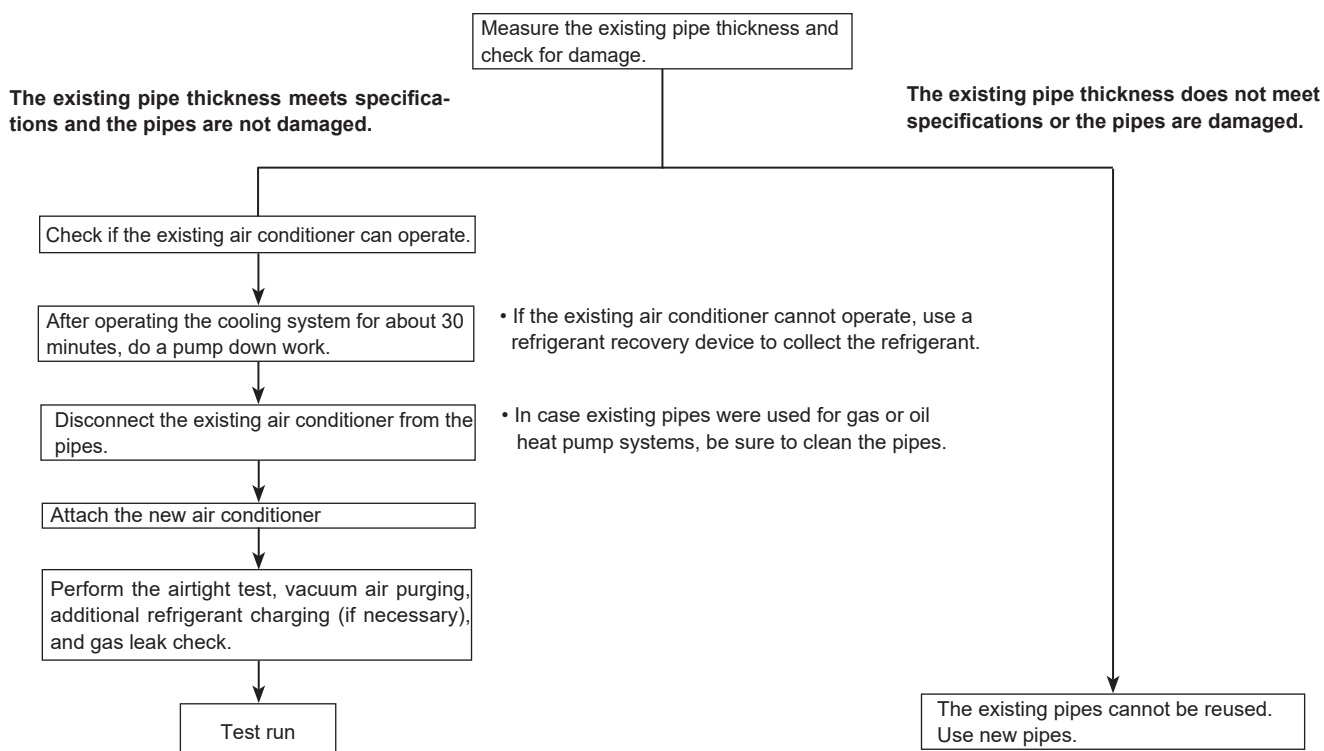 Measure the existing pipe thickness and
check for damage.
The existing pipe thickness meets specifica-
tions and the pipes are not damaged.
The existing pipe thickness does not meet
specifications or the pipes are damaged.
Check if the existing air conditioner can operate.
After operating the cooling system for about 30
minutes, do a pump down work.
• If the existing air conditioner cannot operate, use a
refrigerant recovery device to collect the refrigerant.
Disconnect the existing air conditioner from the
pipes.
• In case existing pipes were used for gas or oil
heat pump systems, be sure to clean the pipes.
Attach the new air conditioner
Perform the airtight test, vacuum air purging,
additional refrigerant charging (if necessary),
and gas leak check.
Test run
The existing pipes cannot be reused.
Use new pipes.